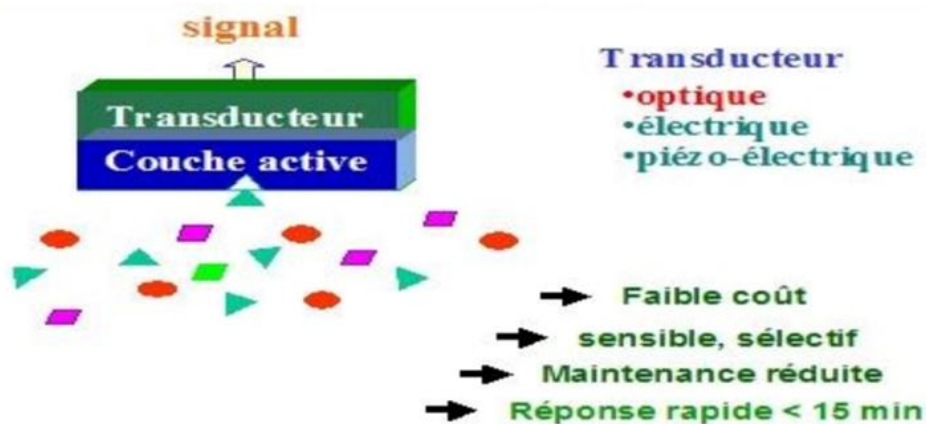 signal
Transducteur
Couche active
Transducteur
•optique
•électrique
•piézo-électrique
Faible coût
sensible, sélectif
Maintenance réduite
Réponse rapide < 15 min